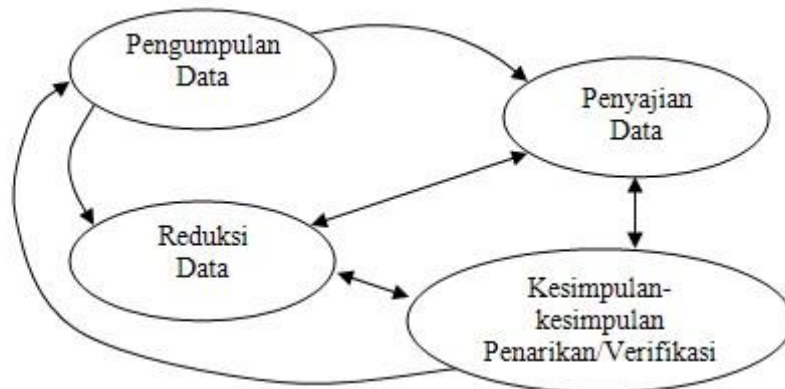 Pengumpulan
Data
Penyajian
Data
Reduksi
Data
Kesimpulan-
kesimpulan
Penarikan/Verifikasi